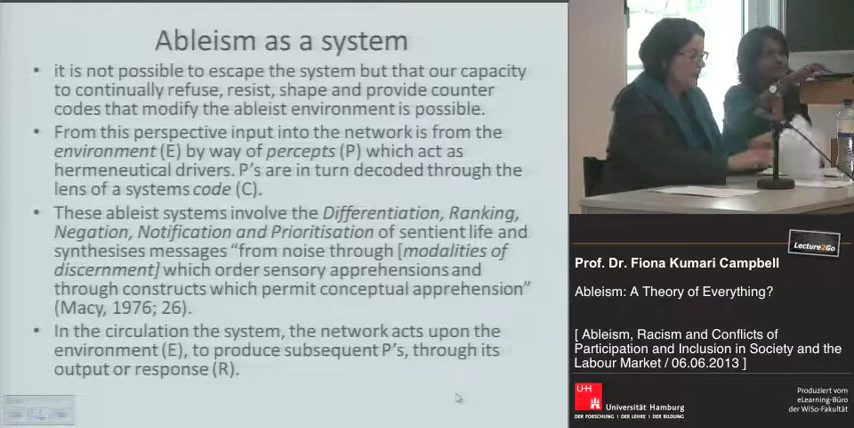 Ableism as a system
• it is not possible to escape the system but that our capacity
to continually refuse, resist, shape and provide counter
codes that modify the ableist environment is possible.
• From this perspective input into the network is from the
environment (E) by way of percepts (P) which act as
hermeneutical drivers. P's are in turn decoded through the
lens of a systems code (C).
• These ableist systems involve the Differentiation, Ranking,
Negation, Notification and Prioritisation of sentient life and
synthesises messages “from noise through [modalities of
discernment] which order sensory apprehensions and
through constructs which permit conceptual apprehension”
(Macy, 1976; 26).
• In the circulation the system, the network acts upon the
environment (E), to produce subsequent P's, through its
output or response (R).
Lecture2Go
Prof. Dr. Fiona Kumari Campbell
Ableism: A Theory of Everything?
[ Ableism, Racism and Conflicts of
Participation and Inclusion in Society and the
Labour Market / 06.06.2013 ]
UH
Universität Hamburg
DER FORSCHUNG | DER LEHRE | DER BILDUNG
Produziert vom
eLearning-Büro
der WiSo-Fakultät